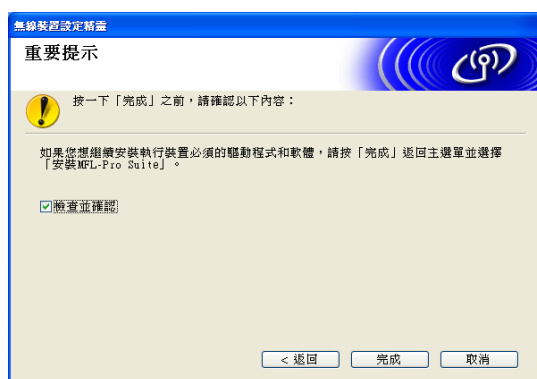 無線裝置設定精靈
重要提示
按一下「完成」之前，請確認以下內容：
如果您想繼續安裝執行裝置必須的驅動程式和軟體，請按「完成」返回主選單並選擇
「安裝MFL-Pro Suite」。
檢查並確認
< 返回
完成
取消